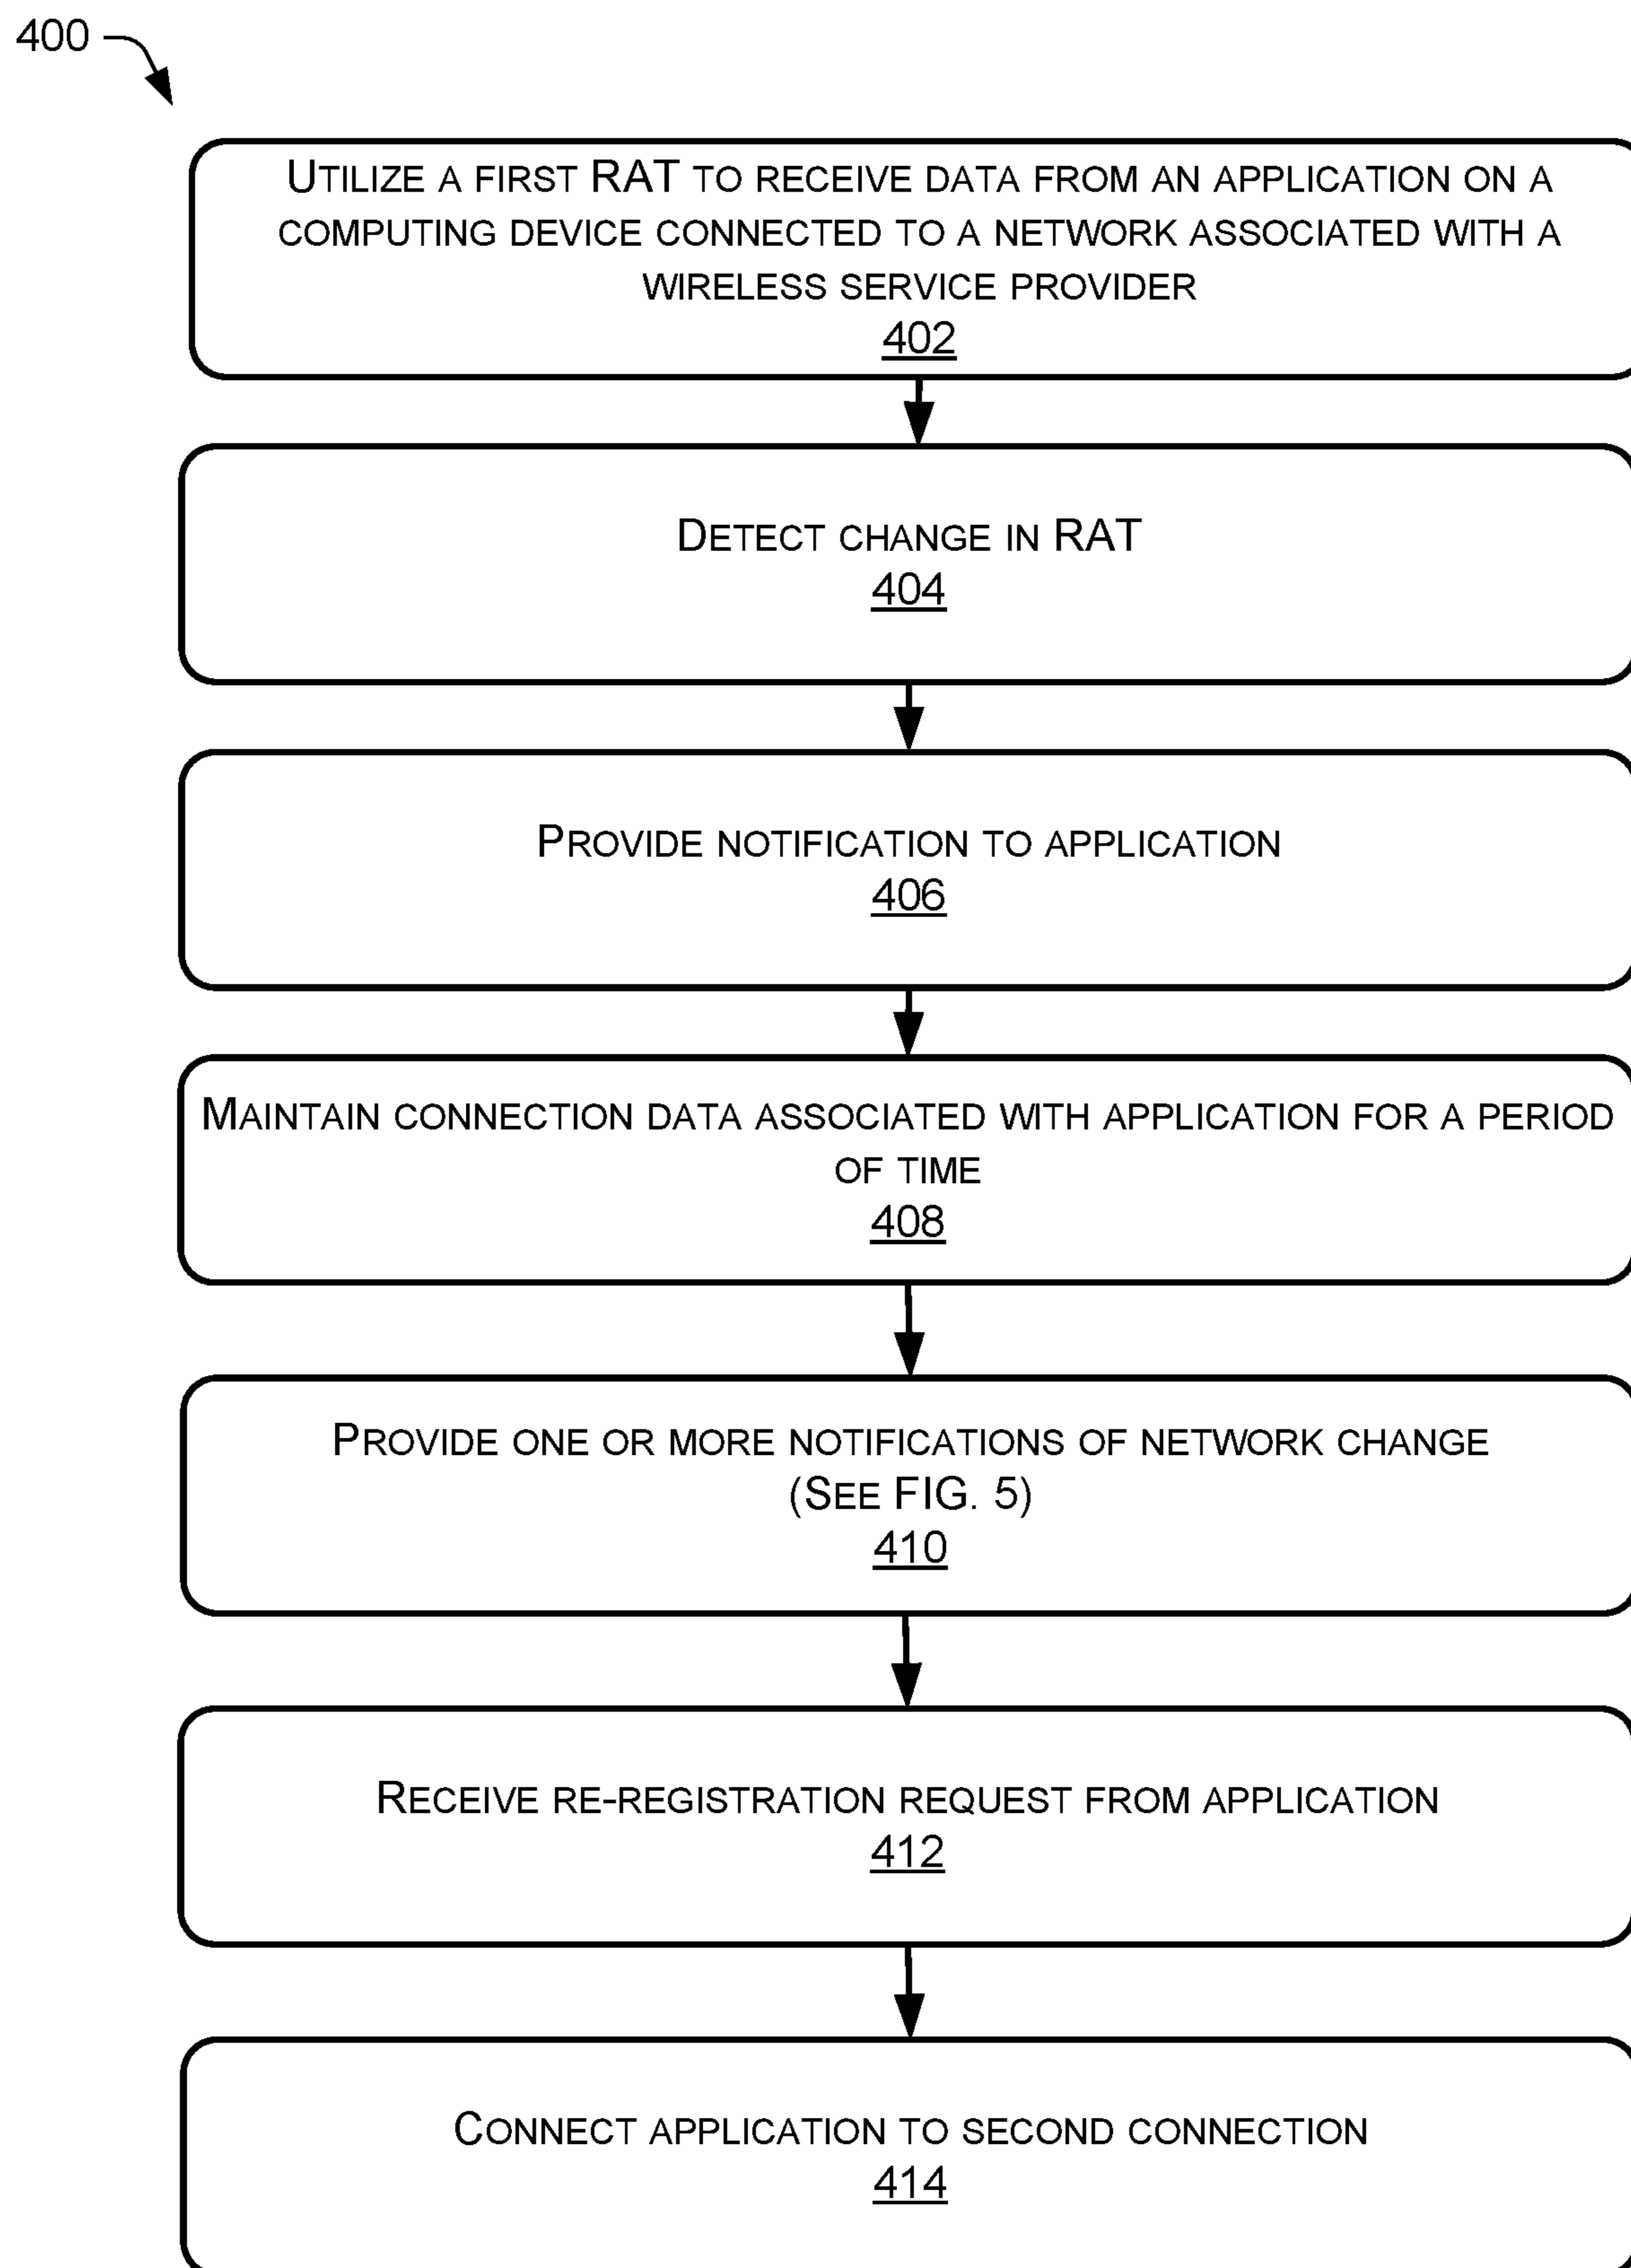 400
Utilize a first RAT to receive data from an application on a
computing device connected to a network associated with a
wireless service provider
402
Detect change in RAT
404
Provide notification to application
406
Maintain connection data associated with application for a period
of time
408
Provide one or more notifications of network change
(See FIG. 5)
410
Receive re-registration request from application
412
Connect application to second connection
414